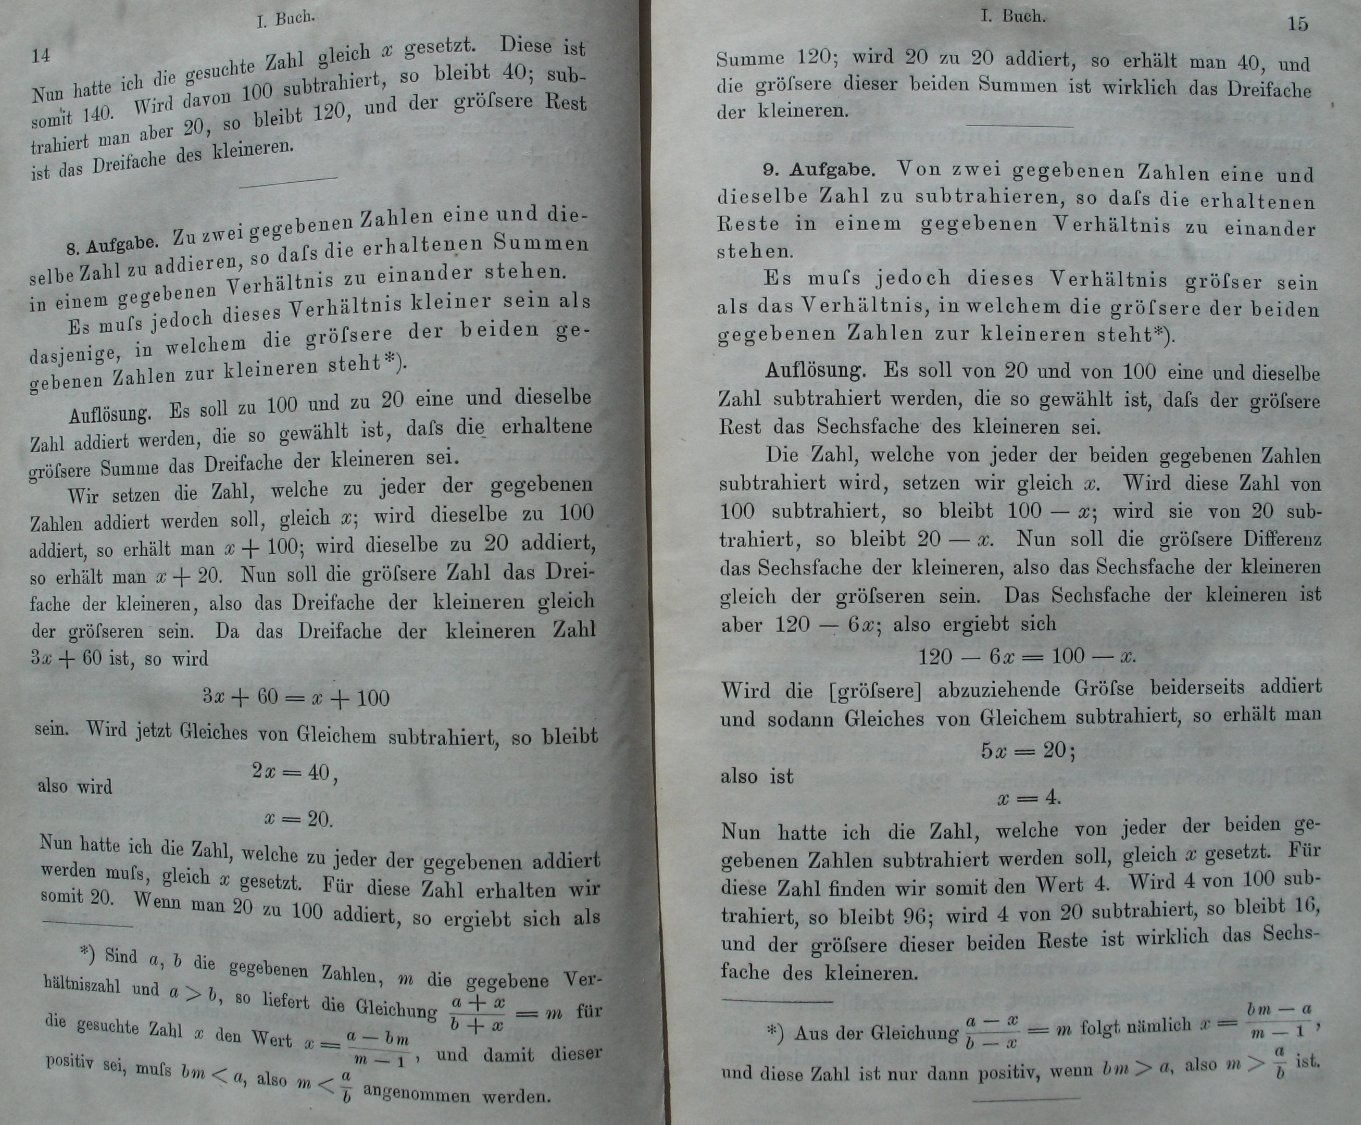 I. Buch.
14
Nun hatte ich die gesuchte Zahl gleich x gesetzt. Diese ist
somit 140. Wird davon 100 subtrahiert, so bleibt 40; sub-
trahiert man aber 20, so bleibt 120, und der gröſsere Rest
ist das Dreifache des kleineren.
8. Aufgabe. Zu zwei gegebenen Zahlen eine und die-
selbe Zahl zu addieren, so daſs die erhaltenen Summen
in einem gegebenen Verhältnis zu einander stehen.
Es muſs jedoch dieses Verhältnis kleiner sein als
dasjenige, in welchem die gröſsere der beiden ge-
gebenen Zahlen zur kleineren steht*).
Auflösung. Es soll zu 100 und zu 20 eine und dieselbe
Zahl addiert werden, die so gewählt ist, daſs die erhaltene
gröſsere Summe das Dreifache der kleineren sei.
Wir setzen die Zahl, welche zu jeder der gegebenen
Zahlen addiert werden soll, gleich x; wird dieselbe zu 100
addiert, so erhält man x + 100; wird dieselbe zu 20 addiert,
so erhält man x + 20. Nun soll die gröſsere Zahl das Drei-
fache der kleineren, also das Dreifache der kleineren gleich
der gröſseren sein. Da das Dreifache der kleineren Zahl
3x + 60 ist, so wird
3x + 60 = x + 100
sein. Wird jetzt Gleiches von Gleichem subtrahiert, so bleibt
2x = 40,
also wird
x = 20.
Nun hatte ich die Zahl, welche zu jeder der gegebenen addiert
werden muſs, gleich x gesetzt. Für diese Zahl erhalten wir
somit 20. Wenn man 20 zu 100 addiert, so ergiebt sich als
*) Sind a, b die gegebenen Zahlen, m die gegebene Ver-
hältniszahl und a > b, so liefert die Gleichung (a + x)/(b + x) = m für
die gesuchte Zahl x den Wert x = (a − bm)/(m − 1), und damit dieser
positiv sei, muſs bm < a, also m < a/b angenommen werden.
I. Buch.
15
Summe 120; wird 20 zu 20 addiert, so erhält man 40, und
die gröſsere dieser beiden Summen ist wirklich das Dreifache
der kleineren.
9. Aufgabe. Von zwei gegebenen Zahlen eine und
dieselbe Zahl zu subtrahieren, so daſs die erhaltenen
Reste in einem gegebenen Verhältnis zu einander
stehen.
Es muſs jedoch dieses Verhältnis gröſser sein
als das Verhältnis, in welchem die gröſsere der beiden
gegebenen Zahlen zur kleineren steht*).
Auflösung. Es soll von 20 und von 100 eine und dieselbe
Zahl subtrahiert werden, die so gewählt ist, daſs der gröſsere
Rest das Sechsfache des kleineren sei.
Die Zahl, welche von jeder der beiden gegebenen Zahlen
subtrahiert wird, setzen wir gleich x. Wird diese Zahl von
100 subtrahiert, so bleibt 100 — x; wird sie von 20 sub-
trahiert, so bleibt 20 — x. Nun soll die gröſsere Differenz
das Sechsfache der kleineren, also das Sechsfache der kleineren
gleich der gröſseren sein. Das Sechsfache der kleineren ist
aber 120 — 6x; also ergiebt sich
120 — 6x = 100 — x.
Wird die [gröſsere] abzuziehende Gröſse beiderseits addiert
und sodann Gleiches von Gleichem subtrahiert, so erhält man
5x = 20;
also ist
x = 4.
Nun hatte ich die Zahl, welche von jeder der beiden ge-
gebenen Zahlen subtrahiert werden soll, gleich x gesetzt. Für
diese Zahl finden wir somit den Wert 4. Wird 4 von 100 sub-
trahiert, so bleibt 96; wird 4 von 20 subtrahiert, so bleibt 16,
und der gröſsere dieser beiden Reste ist wirklich das Sechs-
fache des kleineren.
*) Aus der Gleichung (a − x)/(b − x) = m folgt nämlich x = (bm − a)/(m − 1),
und diese Zahl ist nur dann positiv, wenn bm > a, also m > a/b ist.